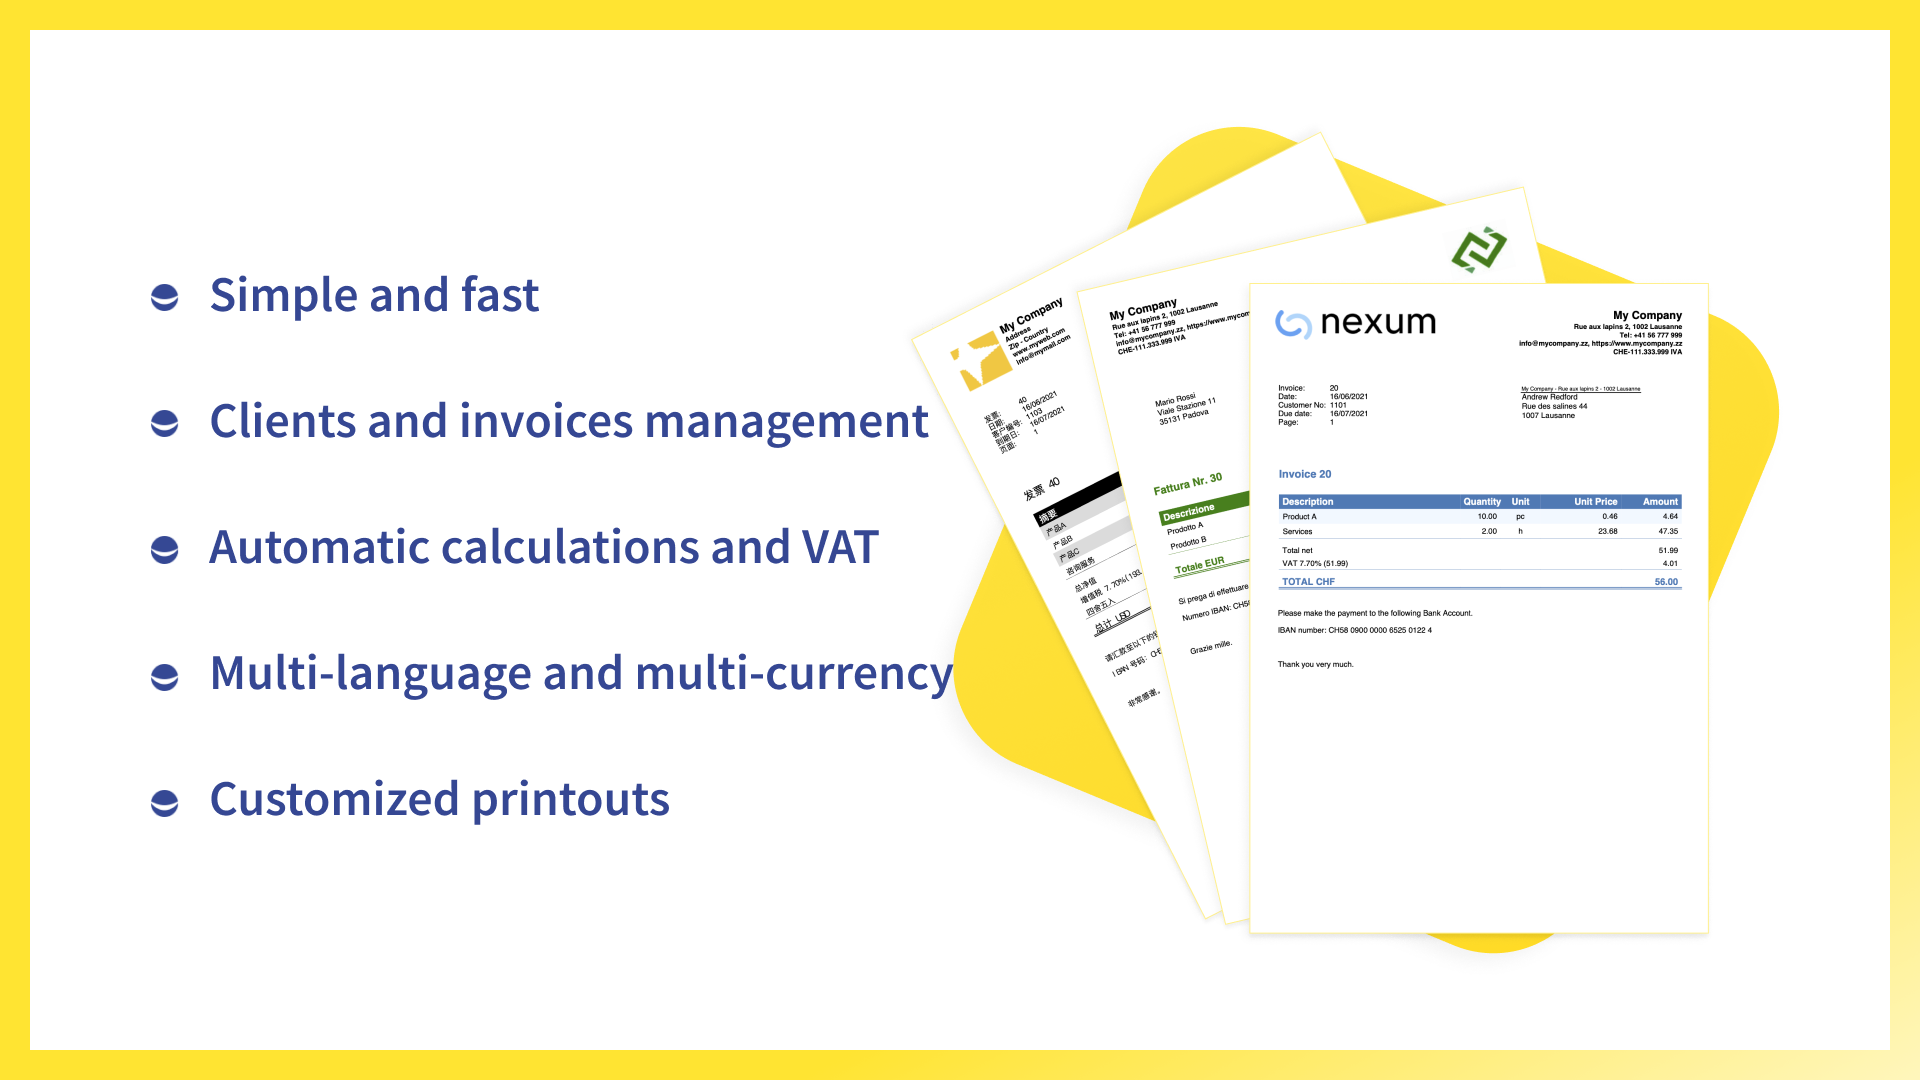 Simple and fast
Clients and invoices management
Automatic calculations and VAT
Multi-language and multi-currency
Customized printouts
My Company
Address
Zip - Country
www.myweb.com
info@mymail.com
发票: 40
日期: 16/06/2021
客户编号: 1103
到期日: 16/07/2021
页面: 1
发票 40
摘要
产品A
产品B
产品C
咨询服务
总净值
增值税 7.70%(193.
四舍五入
总计 USD
请汇款至以下的
IBAN 号码:
非常感谢。
My Company
Rue aux lapins 2, 1002 Lausanne
Tel: +41 56 777 999
info@mycompany.zz, https://www.mycom
CHE-111.333.999 IVA
Mario Rossi
Viale Stazione 11
35131 Padova
Fattura Nr. 30
Descrizione
Prodotto A
Prodotto B
Totale EUR
Si prega di effettuare
Numero IBAN: CH58
Grazie mille.
nexum
My Company
Rue aux lapins 2, 1002 Lausanne
Tel: +41 56 777 999
info@mycompany.zz, https://www.mycompany.zz
CHE-111.333.999 IVA
Invoice: 20
Date: 16/06/2021
Customer No: 1101
Due date: 16/07/2021
Page: 1
My Company - Rue aux lapins 2 - 1002 Lausanne
Andrew Redford
Rue des salines 44
1007 Lausanne
Invoice 20
Description Quantity Unit Unit Price Amount
Product A 10.00 pc 0.46 4.64
Services 2.00 h 23.68 47.35
Total net 51.99
VAT 7.70% (51.99) 4.01
TOTAL CHF 56.00
Please make the payment to the following Bank Account.
IBAN number: CH58 0900 0000 6525 0122 4
Thank you very much.